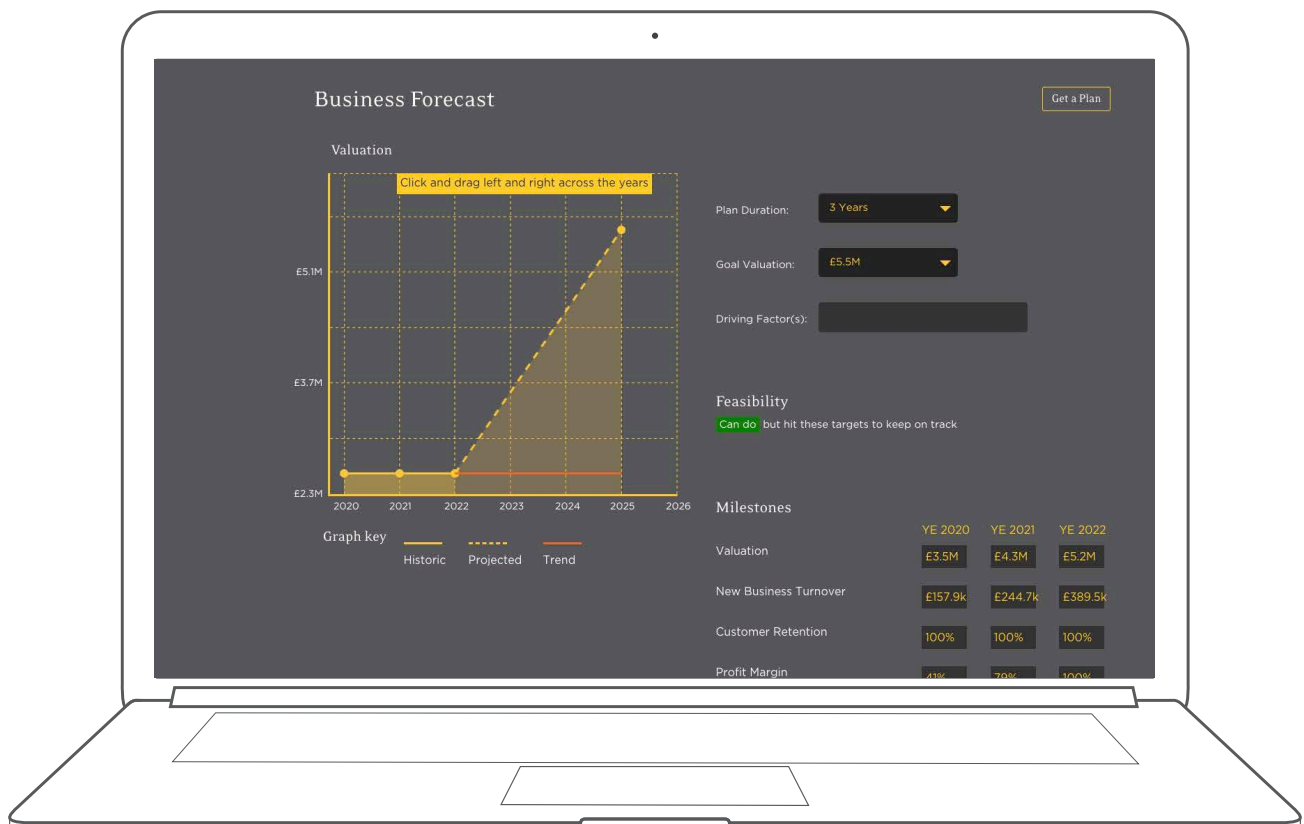 Business Forecast
Get a Plan
Valuation
Click and drag left and right across the years
£5.1M
£3.7M
£2.3M
2020 2021 2022 2023 2024 2025 2026
Graph key
Historic Projected Trend
Plan Duration: 3 Years
Goal Valuation: £5.5M
Driving Factor(s):
Feasibility
Can do but hit these targets to keep on track
Milestones
YE 2020 YE 2021 YE 2022
Valuation £3.5M £4.3M £5.2M
New Business Turnover £157.9k £244.7k £389.5k
Customer Retention 100% 100% 100%
Profit Margin 41% 79% 100%